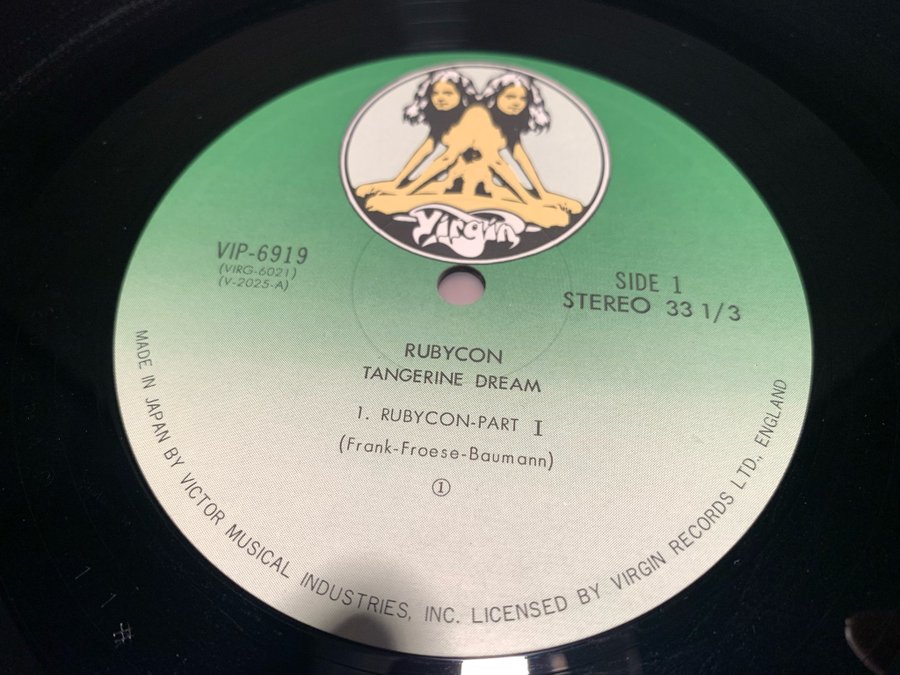 Virgin
VIP-6919
(VIRG-6021)
(V-2025-A)
SIDE 1
STEREO 33 1/3
RUBYCON
TANGERINE DREAM
1. RUBYCON-PART I
(Frank-Froese-Baumann)
①
MADE IN JAPAN BY VICTOR MUSICAL INDUSTRIES, INC. LICENSED BY VIRGIN RECORDS LTD., ENGLAND